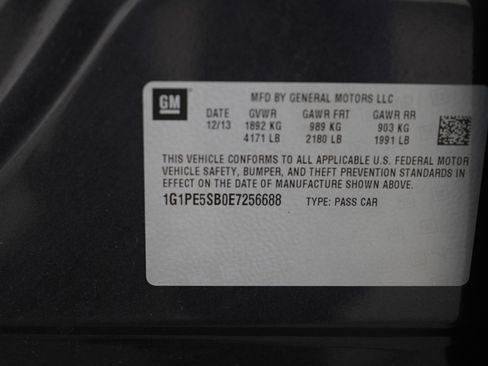 GM
MFD BY GENERAL MOTORS LLC
DATE GVWR GAWR FRT GAWR RR
12/13 1892 KG 989 KG 903 KG
4171 LB 2180 LB 1991 LB
THIS VEHICLE CONFORMS TO ALL APPLICABLE U.S. FEDERAL MOTOR
VEHICLE SAFETY, BUMPER, AND THEFT PREVENTION STANDARDS IN
EFFECT ON THE DATE OF MANUFACTURE SHOWN ABOVE.
1G1PE5SB0E7256688 TYPE: PASS CAR